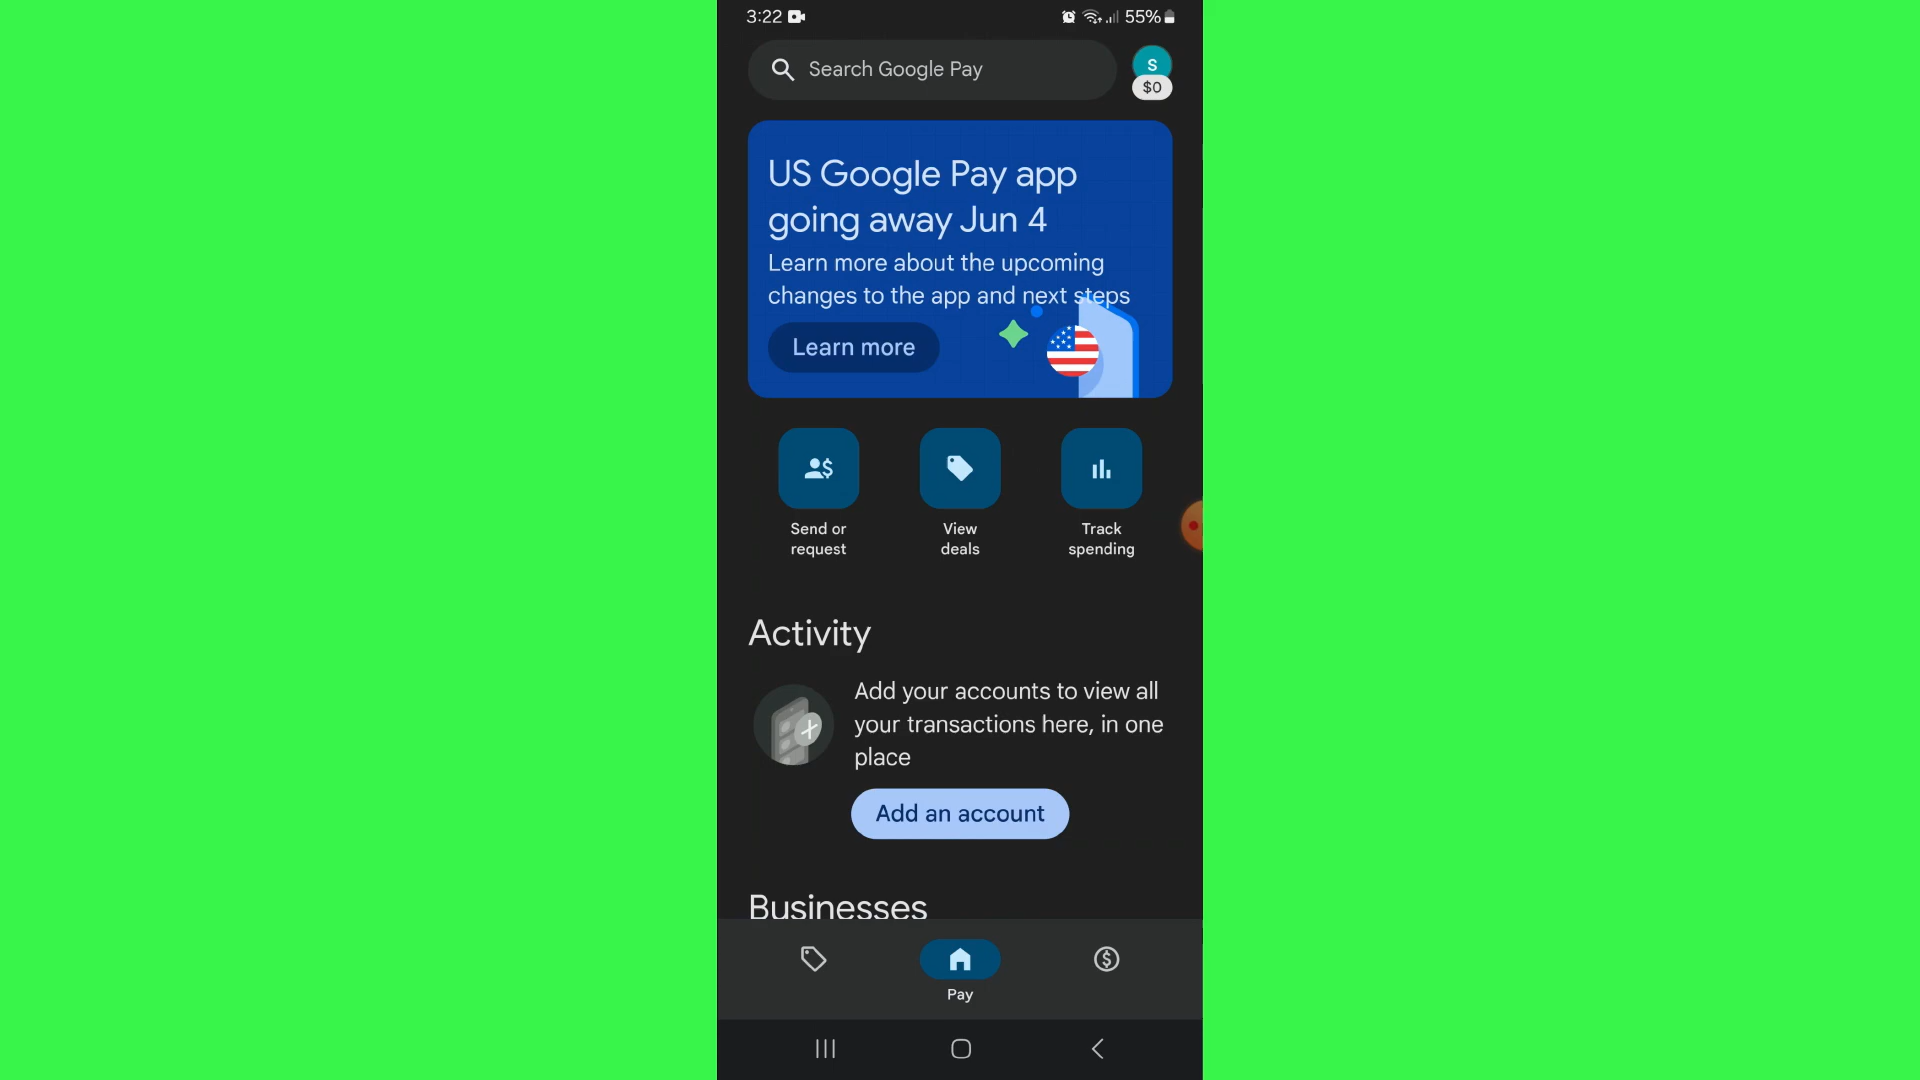 3:22
55%
Search Google Pay
S
$0
US Google Pay app
going away Jun 4
Learn more about the upcoming
changes to the app and next steps
Learn more
Send or
request
View
deals
Track
spending
Activity
Add your accounts to view all
your transactions here, in one
place
Add an account
Businesses
Pay